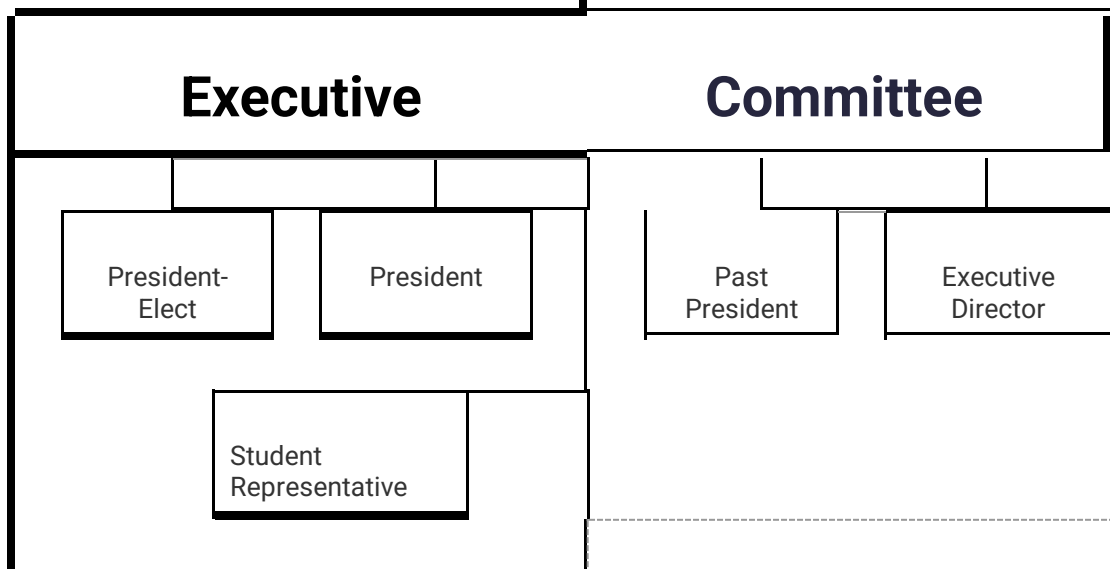 Executive Committee
President-
Elect
President
Past
President
Executive
Director
Student
Representative